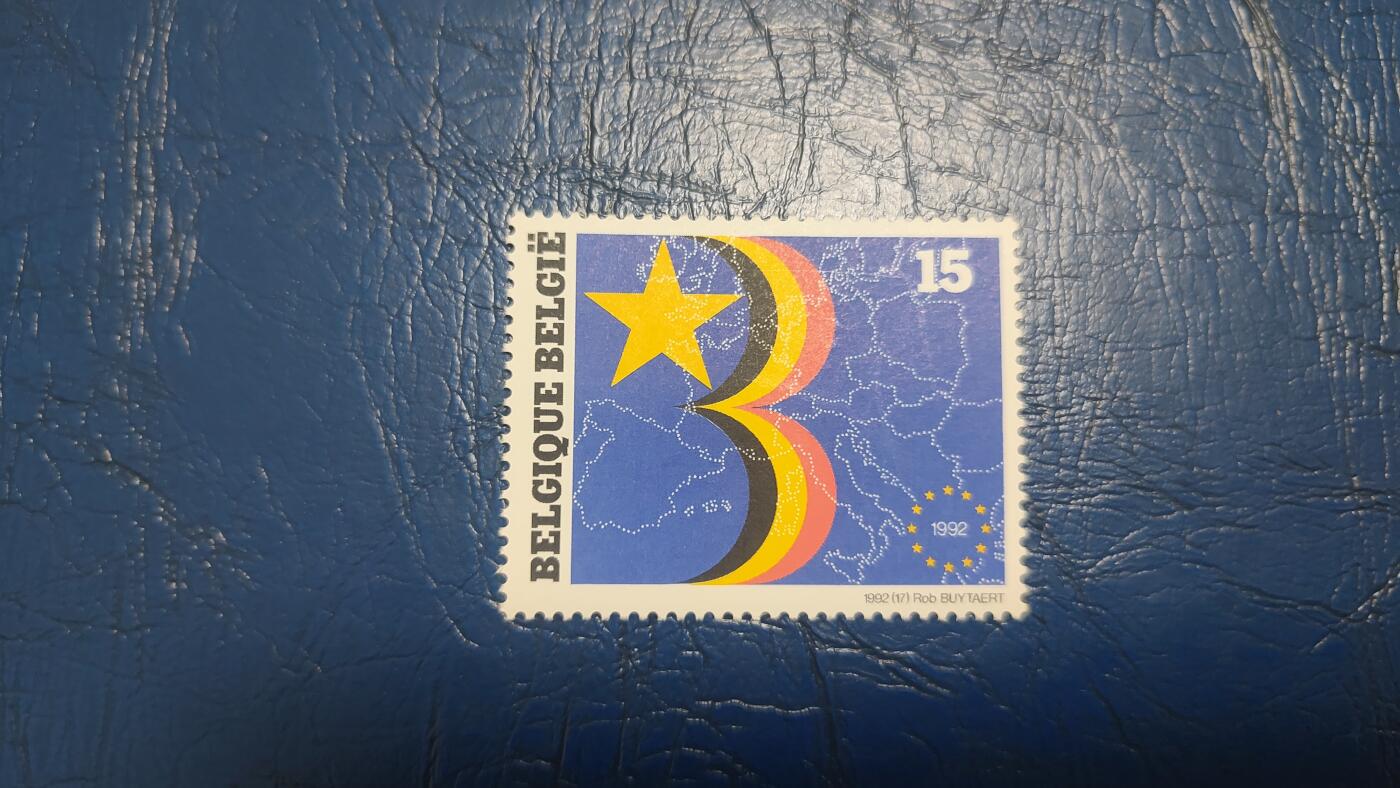 BELGIQUE BELGIË
15
1992
1992 (17) Rob BUYTAERT